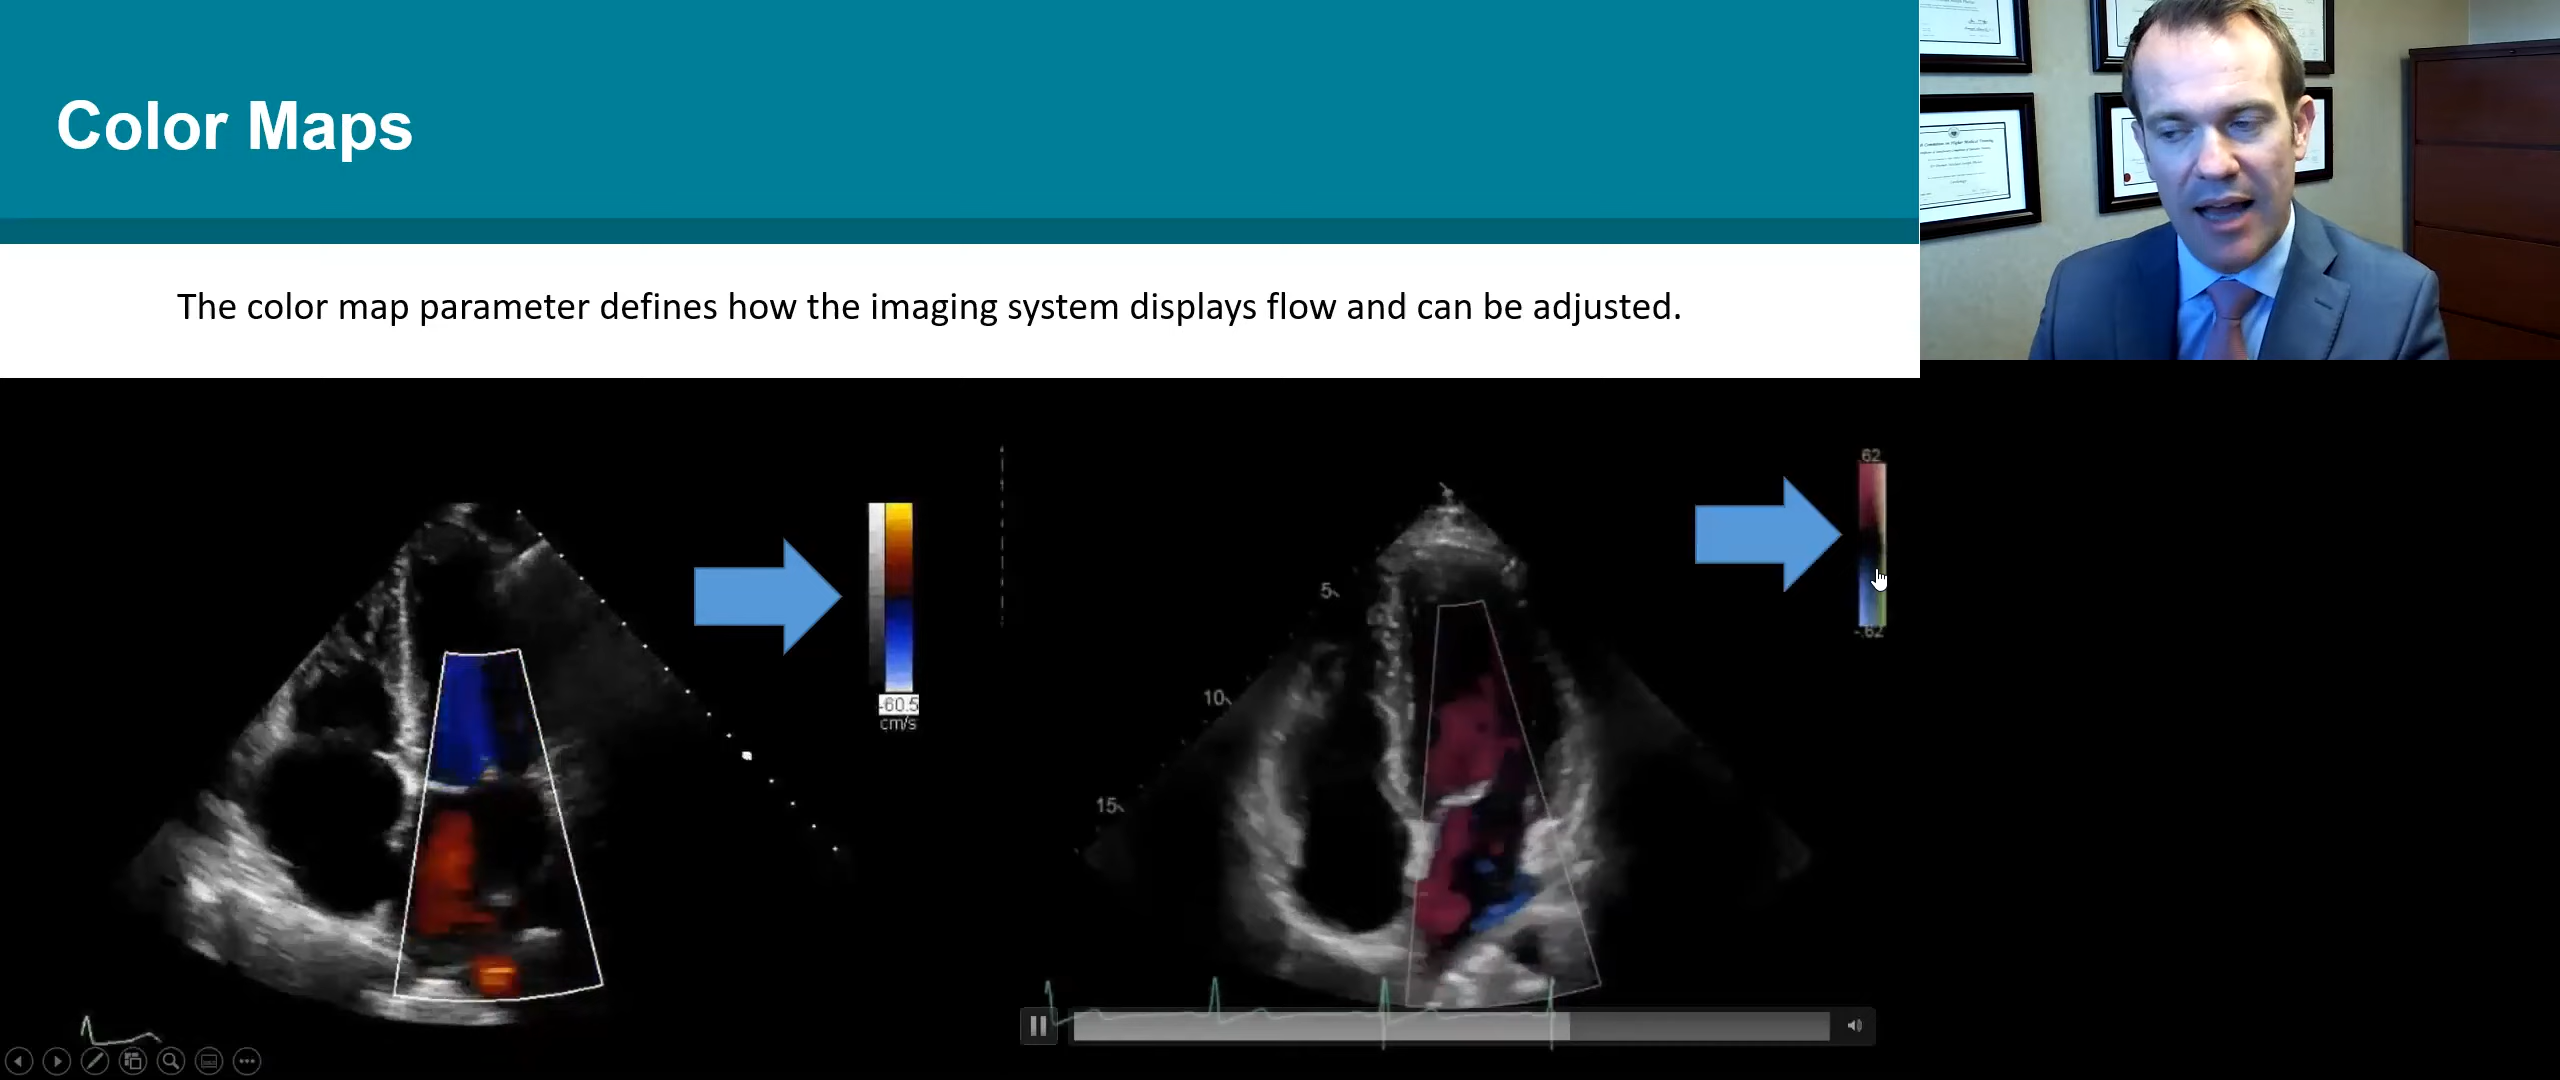 Color Maps
The color map parameter defines how the imaging system displays flow and can be adjusted.
62
5
-60.5
cm/s
-.62
10
15